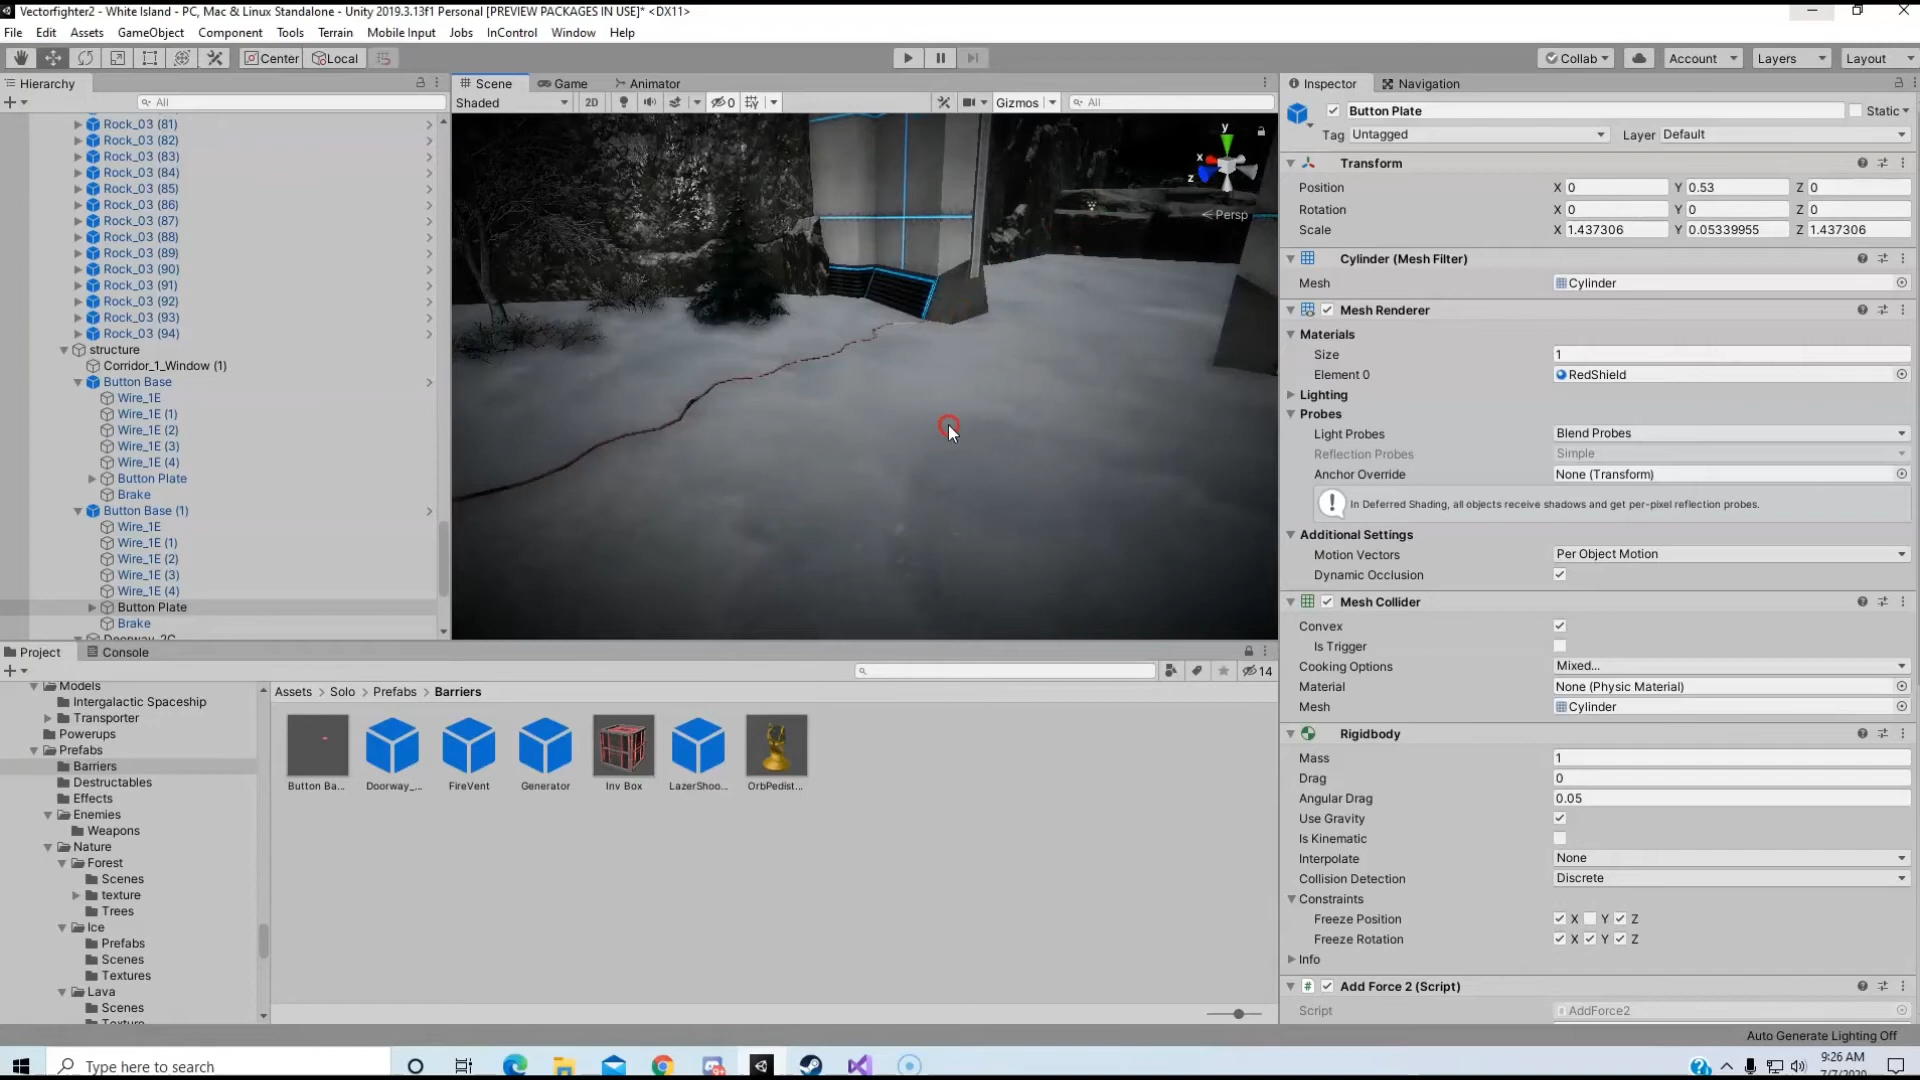 Vectorfighter2 - White Island - PC, Mac & Linux Standalone - Unity 2019.3.13f1 Personal [PREVIEW PACKAGES IN USE]* <DX11>
File Edit Assets GameObject Component Tools Terrain Mobile Input Jobs InControl Window Help
Center Local Collab Account Layers Layout
Hierarchy
All
Rock_03 (81)
Rock_03 (82)
Rock_03 (83)
Rock_03 (84)
Rock_03 (85)
Rock_03 (86)
Rock_03 (87)
Rock_03 (88)
Rock_03 (89)
Rock_03 (90)
Rock_03 (91)
Rock_03 (92)
Rock_03 (93)
Rock_03 (94)
structure
Corridor_1_Window (1)
Button Base
Wire_1E
Wire_1E (1)
Wire_1E (2)
Wire_1E (3)
Wire_1E (4)
Button Plate
Brake
Button Base (1)
Wire_1E
Wire_1E (1)
Wire_1E (2)
Wire_1E (3)
Wire_1E (4)
Button Plate
Brake
Doorway_2C
Scene Game Animator
Shaded 2D 0 Gizmos All
y
x
z
Persp
Inspector Navigation
Button Plate Static
Tag Untagged Layer Default
Transform
Position X 0 Y 0.53 Z 0
Rotation X 0 Y 0 Z 0
Scale X 1.437306 Y 0.05339955 Z 1.437306
Cylinder (Mesh Filter)
Mesh Cylinder
Mesh Renderer
Materials
Size 1
Element 0 RedShield
Lighting
Probes
Light Probes Blend Probes
Reflection Probes Simple
Anchor Override None (Transform)
In Deferred Shading, all objects receive shadows and get per-pixel reflection probes.
Additional Settings
Motion Vectors Per Object Motion
Dynamic Occlusion
Mesh Collider
Convex
Is Trigger
Cooking Options Mixed...
Material None (Physic Material)
Mesh Cylinder
Rigidbody
Mass 1
Drag 0
Angular Drag 0.05
Use Gravity
Is Kinematic
Interpolate None
Collision Detection Discrete
Constraints
Freeze Position X Y Z
Freeze Rotation X Y Z
Info
Add Force 2 (Script)
Script AddForce2
Project Console
14
Models
Intergalactic Spaceship
Transporter
Powerups
Prefabs
Barriers
Destructables
Effects
Enemies
Weapons
Nature
Forest
Scenes
texture
Trees
Ice
Prefabs
Scenes
Textures
Lava
Scenes
Texture
Assets > Solo > Prefabs > Barriers
Button Ba... Doorway_... FireVent Generator Inv Box LazerShoo... OrbPedist...
Auto Generate Lighting Off
Type here to search
9:26 AM
7/7/2020